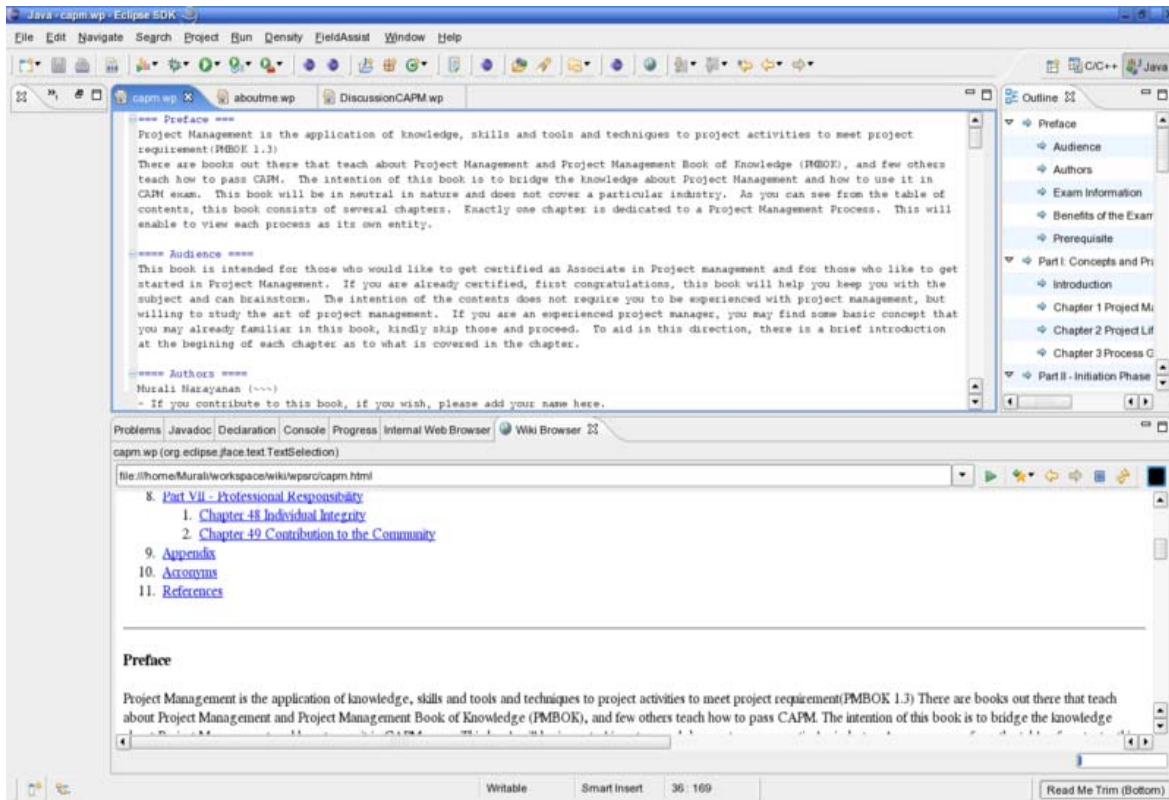 Java - capm.wp - Eclipse SDK
File Edit Navigate Search Project Run Density FieldAssist Window Help
C/C++ Java
capm.wp aboutme.wp DiscussionCAPM.wp
=== Preface ===
Project Management is the application of knowledge, skills and tools and techniques to project activities to meet project
requirement(PMBOK 1.3)
There are books out there that teach about Project Management and Project Management Book of Knowledge (PMBOK), and few others
teach how to pass CAPM. The intention of this book is to bridge the knowledge about Project Management and how to use it in
CAPM exam. This book will be in neutral in nature and does not cover a particular industry. As you can see from the table of
contents, this book consists of several chapters. Exactly one chapter is dedicated to a Project Management Process. This will
enable to view each process as its own entity.
==== Audience ====
This book is intended for those who would like to get certified as Associate in Project management and for those who like to get
started in Project Management. If you are already certified, first congratulations, this book will help you keep you with the
subject and can brainstorm. The intention of the contents does not require you to be experienced with project management, but
willing to study the art of project management. If you are an experienced project manager, you may find some basic concept that
you may already familiar in this book, kindly skip those and proceed. To aid in this direction, there is a brief introduction
at the begining of each chapter as to what is covered in the chapter.
==== Authors ====
Murali Narayanan (~~~)
- If you contribute to this book, if you wish, please add your name here.
Outline
Preface
Audience
Authors
Exam Information
Benefits of the Exam
Prerequisite
Part I: Concepts and Pra
Introduction
Chapter 1 Project Ma
Chapter 2 Project Lif
Chapter 3 Process G
Part II - Initiation Phase
Problems Javadoc Declaration Console Progress Internal Web Browser Wiki Browser
capm.wp (org.eclipse.jface.text.TextSelection)
file:///home/Murali/workspace/wiki/wpsrc/capm.html
8. Part VII - Professional Responsibility
1. Chapter 48 Individual Integrity
2. Chapter 49 Contribution to the Community
9. Appendix
10. Acronyms
11. References
Preface
Project Management is the application of knowledge, skills and tools and techniques to project activities to meet project requirement(PMBOK 1.3) There are books out there that teach
about Project Management and Project Management Book of Knowledge (PMBOK), and few others teach how to pass CAPM. The intention of this book is to bridge the knowledge
Writable Smart Insert 36 : 169 Read Me Trim (Bottom)